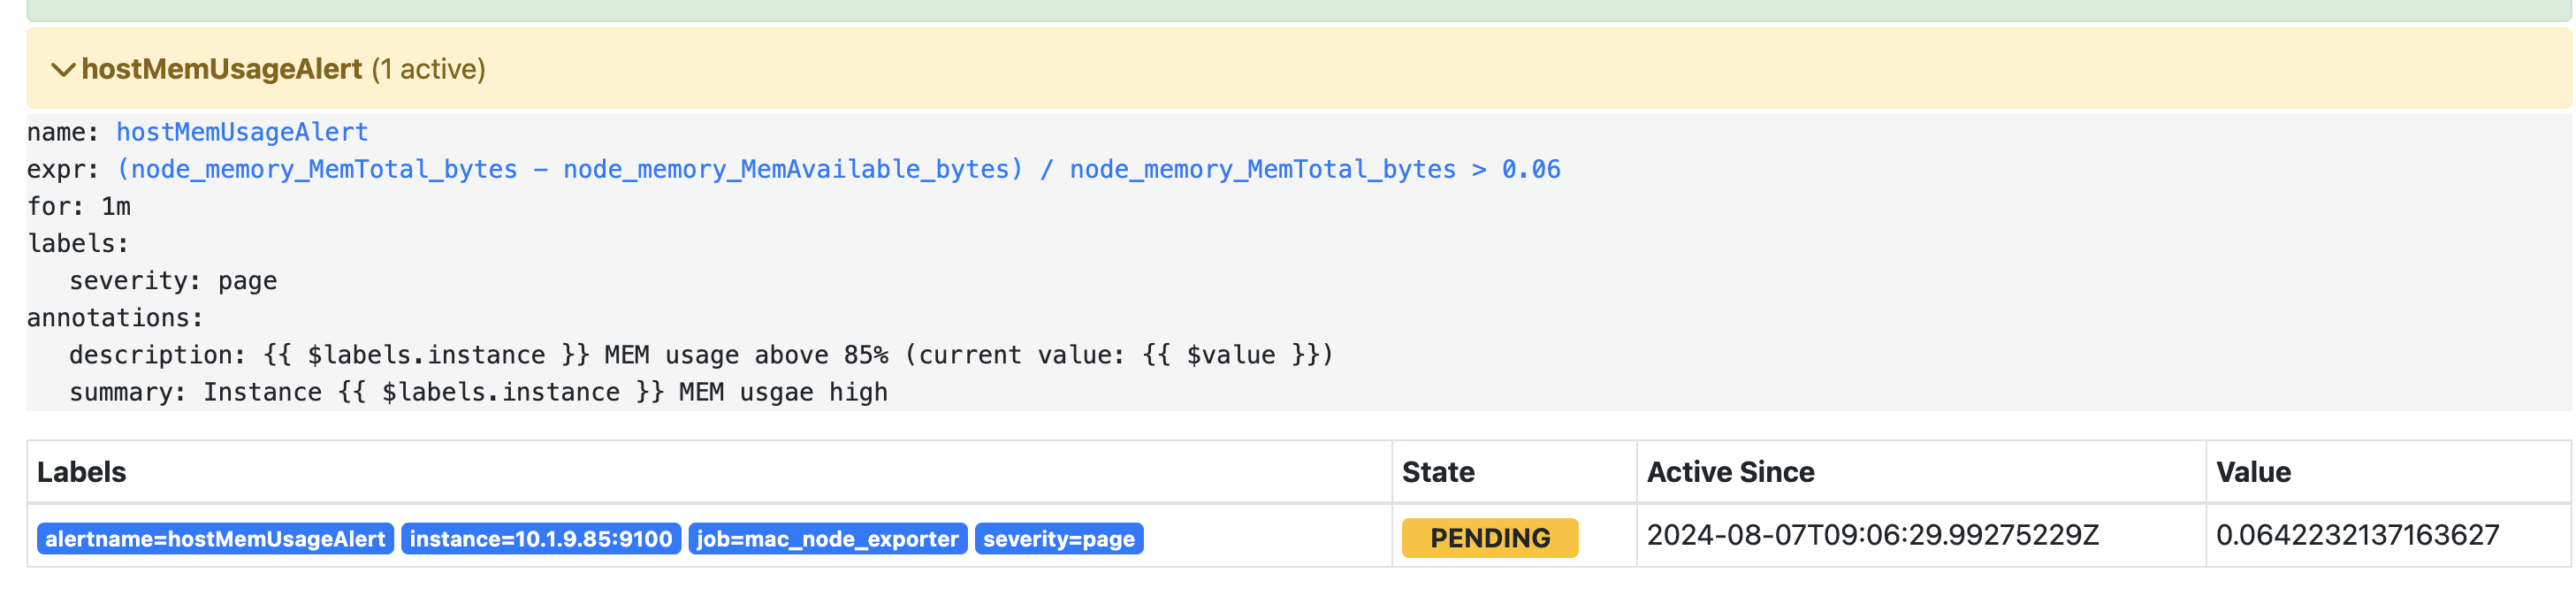 hostMemUsageAlert (1 active)
name: hostMemUsageAlert
expr: (node_memory_MemTotal_bytes - node_memory_MemAvailable_bytes) / node_memory_MemTotal_bytes > 0.06
for: 1m
labels:
severity: page
annotations:
description: {{ $labels.instance }} MEM usage above 85% (current value: {{ $value }})
summary: Instance {{ $labels.instance }} MEM usgae high
Labels State Active Since Value
alertname=hostMemUsageAlert instance=10.1.9.85:9100 job=mac_node_exporter severity=page PENDING 2024-08-07T09:06:29.99275229Z 0.0642232137163627